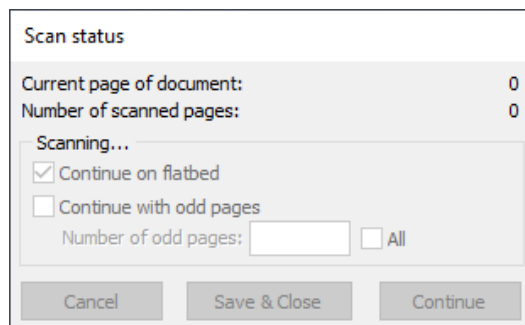 Scan status
Current page of document: 0
Number of scanned pages: 0
Scanning...
Continue on flatbed
Continue with odd pages
Number of odd pages: All
Cancel Save & Close Continue